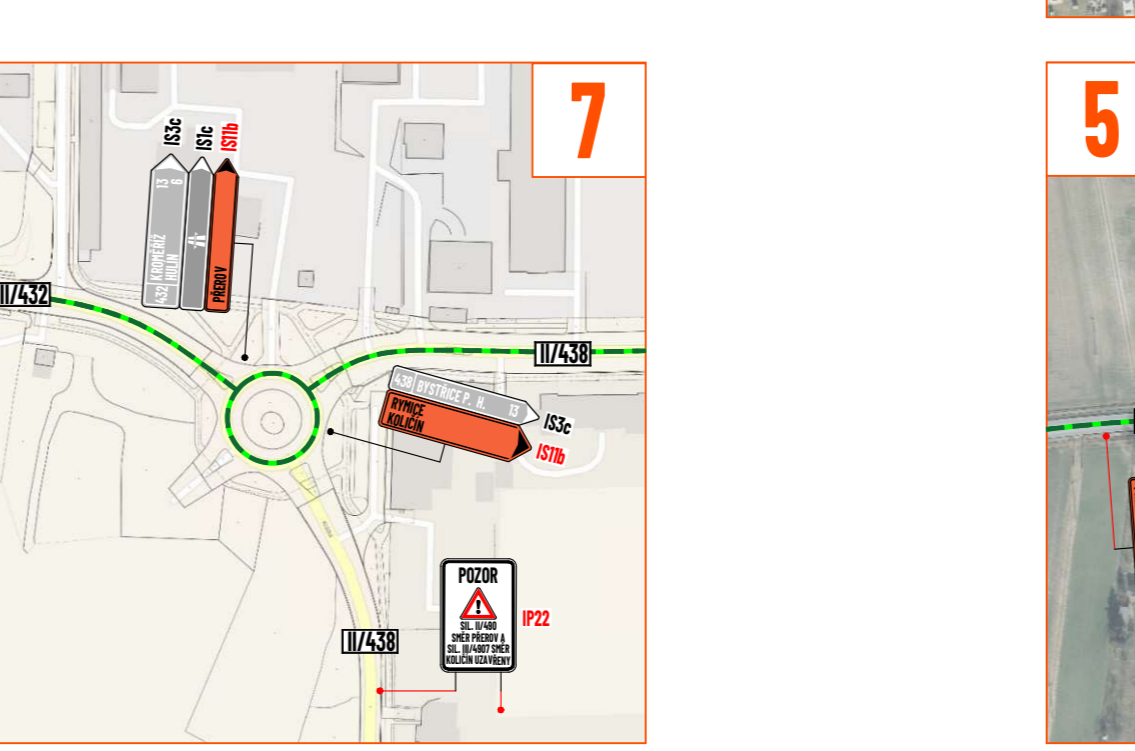 7
5
IS3c
IS1c
IS11b
432 KROMĚŘÍŽ 13
HULÍN 6
PŘEROV
II/432
II/438
438 BYSTŘICE P. H. 13
RYMICE
KOLIČÍN
IS3c
IS11b
POZOR
!
SIL. II/490
SMĚR PŘEROV A
SIL. III/4907 SMĚR
KOLIČÍN UZAVŘENY
IP22
II/438